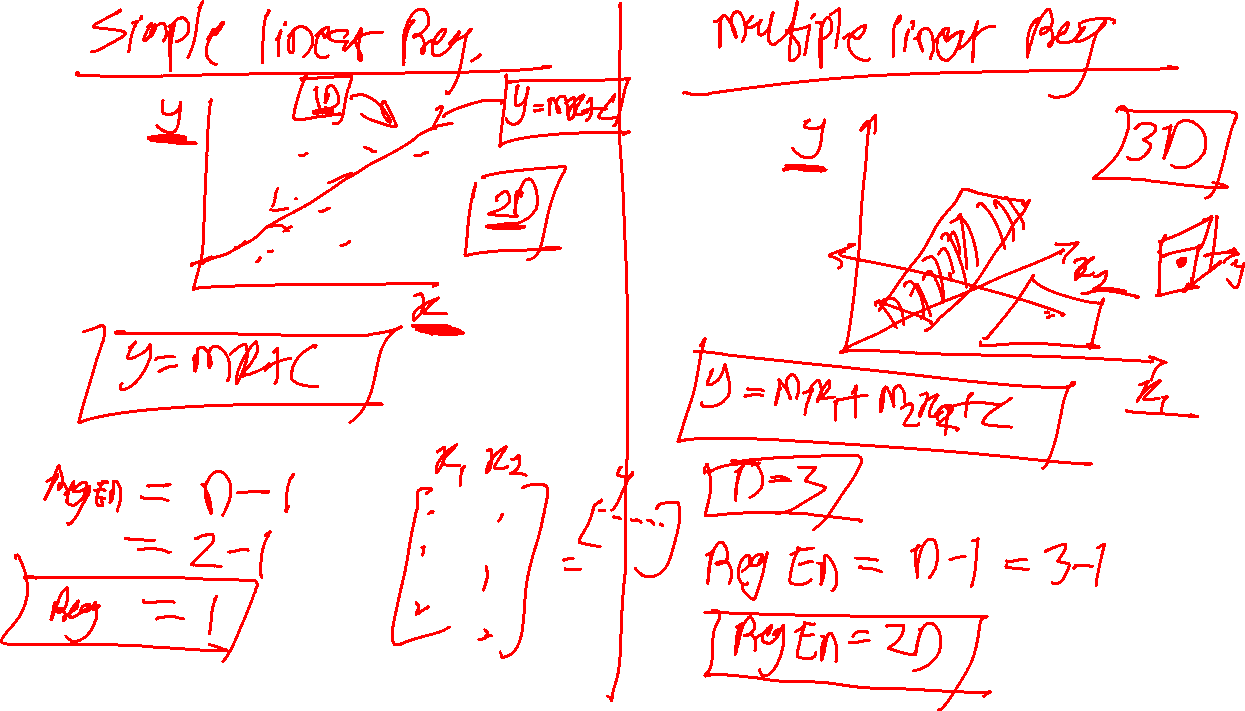 Simple linear Reg.
y
1D
y=mx+c
2D
x
y=mx+c
Reg En = n-1
= 2-1
Reg = 1
x1 x2
=
y
Multiple linear Reg
y
3D
x2
y
x1
y = m1x1 + m2x2 + c
n=3
Reg En = n-1 = 3-1
Reg En = 2D